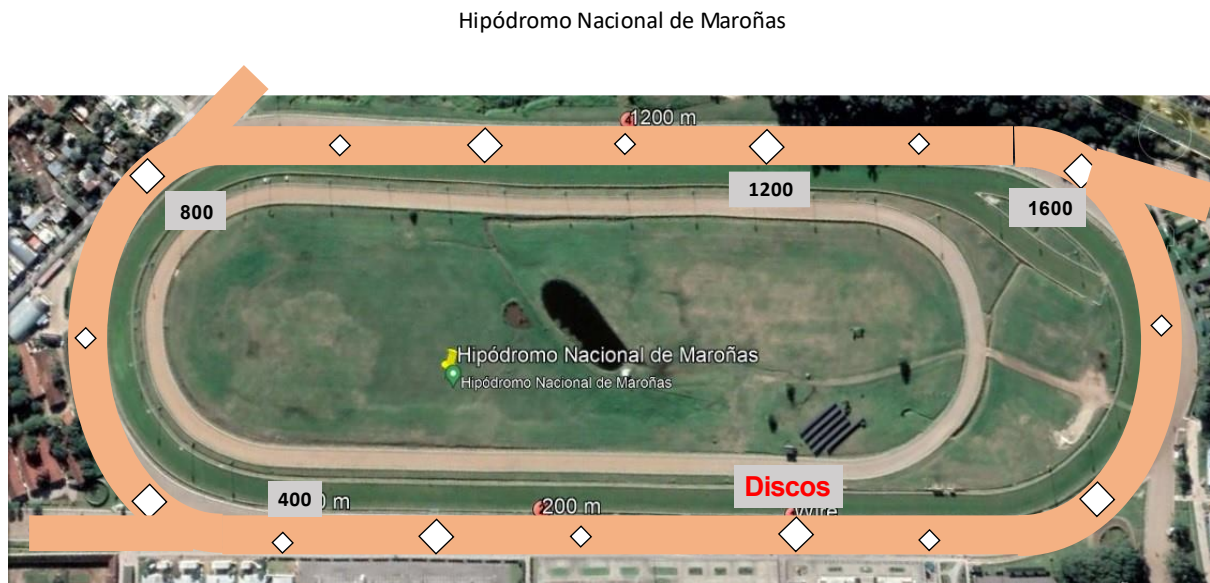 Hipódromo Nacional de Maroñas
1200 m
1200
800
1600
Hipódromo Nacional de Maroñas
Hipódromo Nacional de Maroñas
Discos
400
m
200 m
Wire